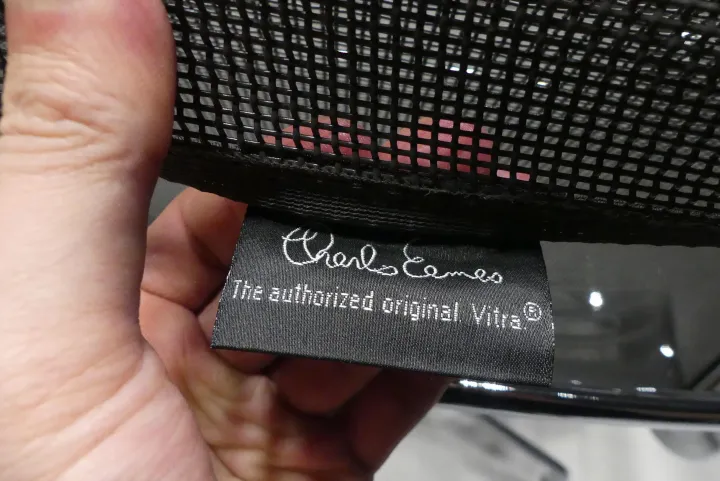 Charles Eames
The authorized original. Vitra.®